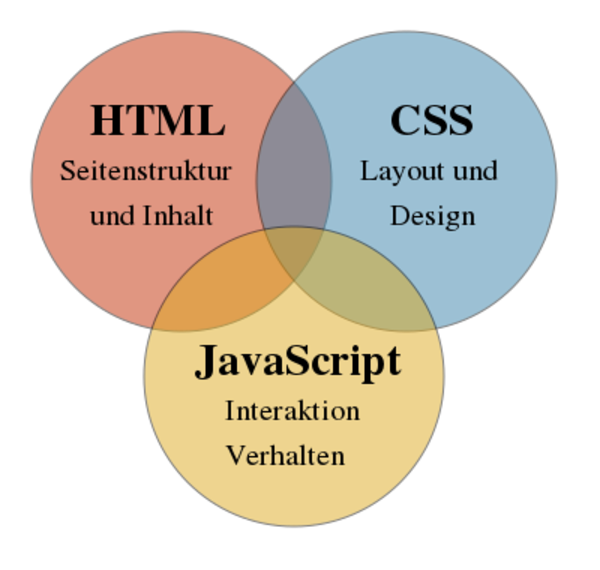 HTML
Seitenstruktur
und Inhalt
CSS
Layout und
Design
JavaScript
Interaktion
Verhalten